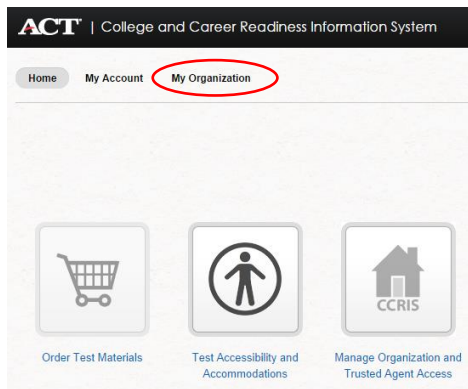 ACT | College and Career Readiness Information System
Home My Account My Organization
CCRIS
Order Test Materials
Test Accessibility and
Accommodations
Manage Organization and
Trusted Agent Access